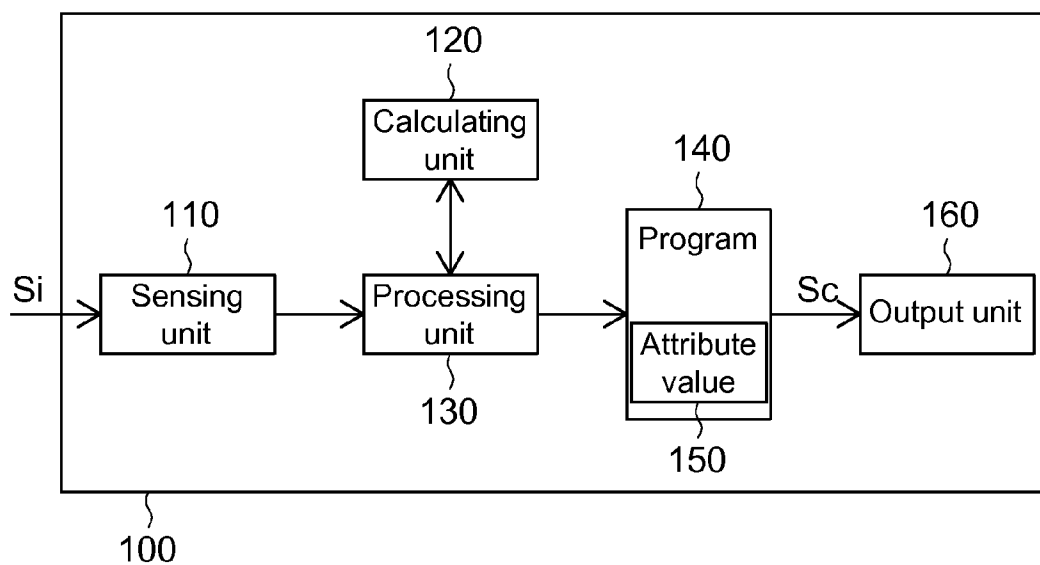 120
Calculating
unit
140
110
Program
160
Si
Sensing
unit
Processing
unit
Sc
Output unit
Attribute
value
130
150
100